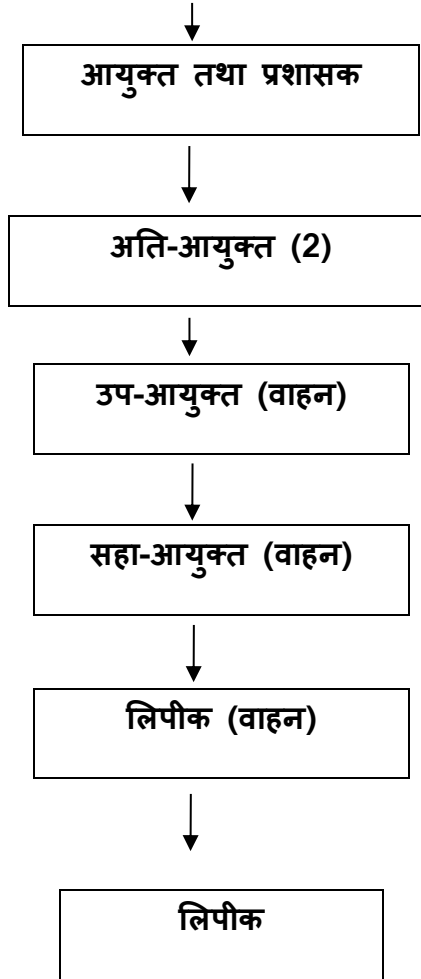 आयुक्त तथा प्रशासक
अति-आयुक्त (2)
उप-आयुक्त (वाहन)
सहा-आयुक्त (वाहन)
लिपीक (वाहन)
लिपीक